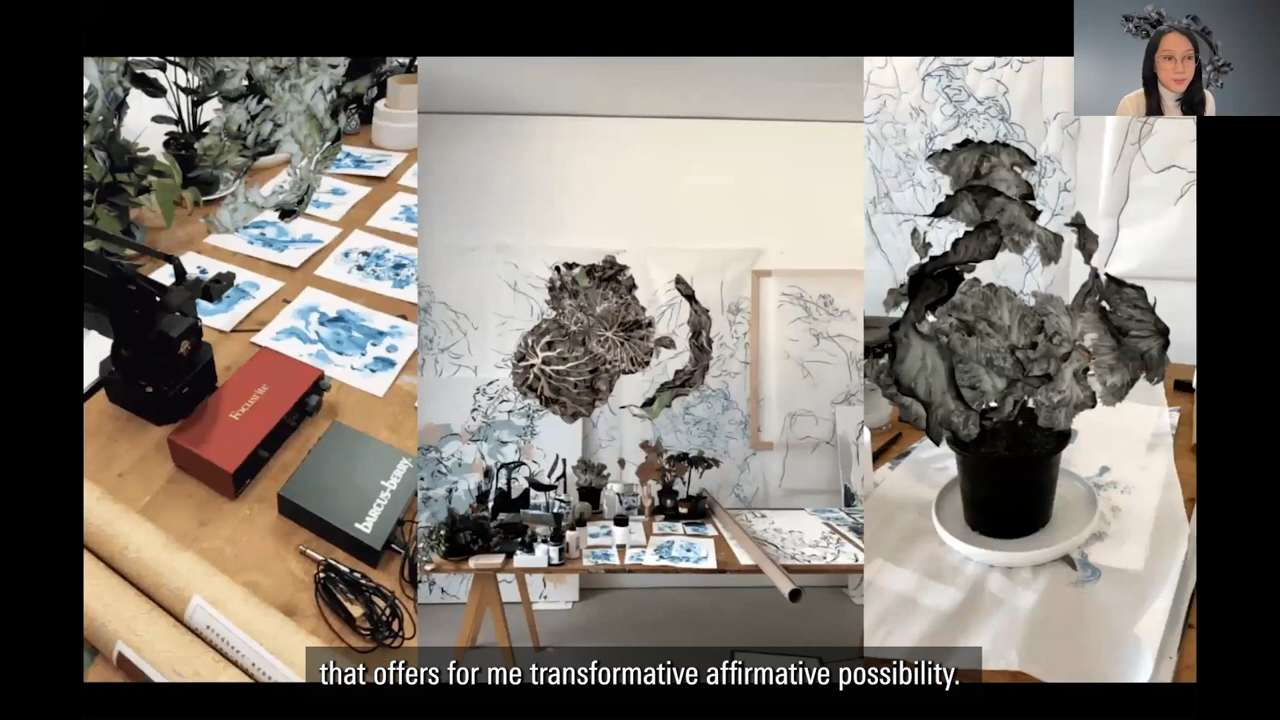 Focusrite
barcus-berry
that offers for me transformative affirmative possibility.